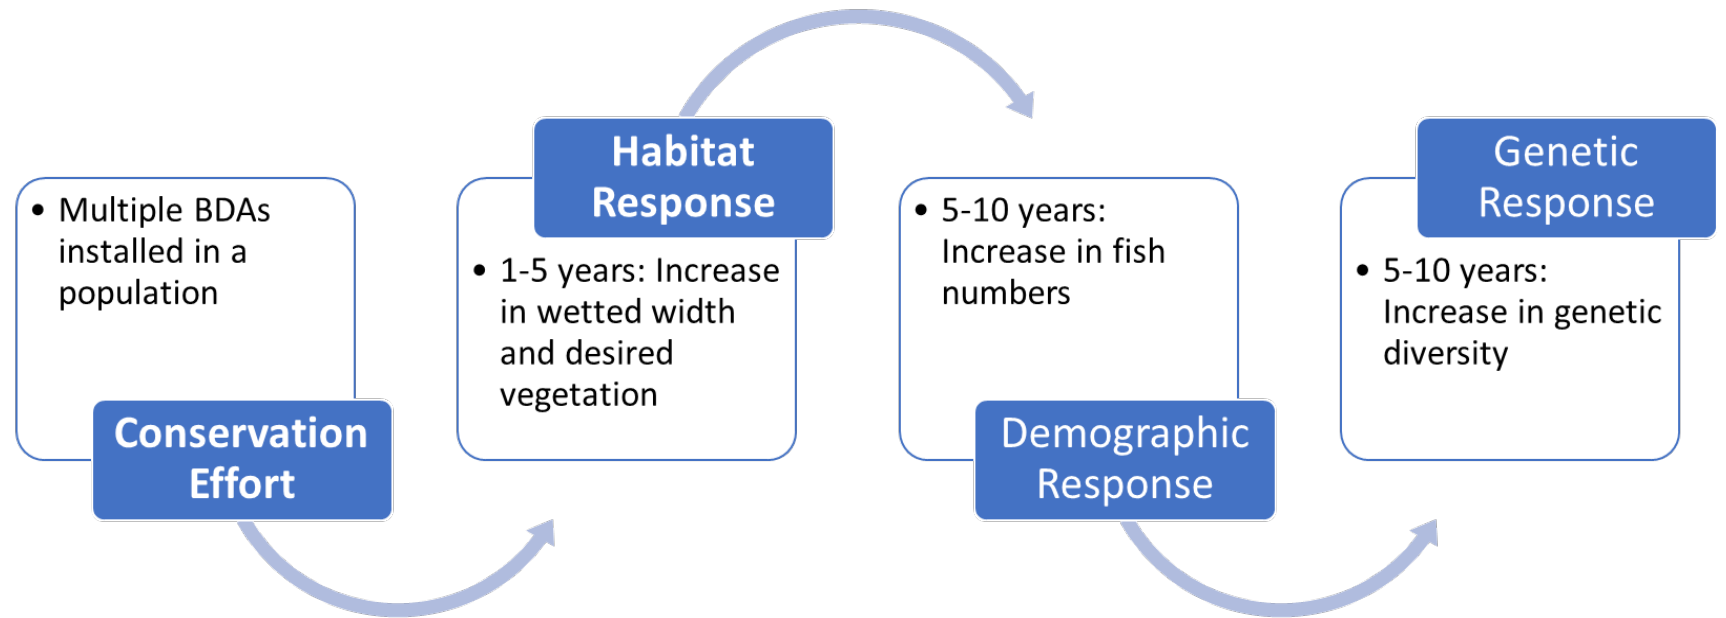 • Multiple BDAs
installed in a
population
Conservation
Effort
Habitat
Response
• 1-5 years: Increase
in wetted width
and desired
vegetation
• 5-10 years:
Increase in fish
numbers
Demographic
Response
Genetic
Response
• 5-10 years:
Increase in genetic
diversity